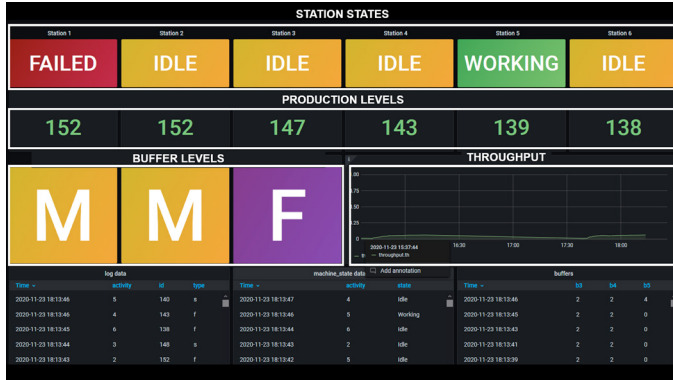 STATION STATES
Station 1 Station 2 Station 3 Station 4 Station 5 Station 6
FAILED IDLE IDLE IDLE WORKING IDLE
PRODUCTION LEVELS
152 152 147 143 139 138
BUFFER LEVELS
M M F
THROUGHPUT
1.00
0.75
0.50
0.25
0
16:30 17:00 17:30 18:00
2020-11-23 15:37:44
throughput.th
Add annotation
log data
Time activity id type
2020-11-23 18:13:46 5 140 s
2020-11-23 18:13:46 4 143 f
2020-11-23 18:13:45 6 138 f
2020-11-23 18:13:44 3 148 s
2020-11-23 18:13:43 2 152 f
machine_state data
Time activity state
2020-11-23 18:13:47 4 Idle
2020-11-23 18:13:46 5 Working
2020-11-23 18:13:44 6 Idle
2020-11-23 18:13:43 2 Idle
2020-11-23 18:13:42 5 Idle
buffers
Time b3 b4 b5
2020-11-23 18:13:46 2 2 4
2020-11-23 18:13:45 2 2 0
2020-11-23 18:13:43 2 2 0
2020-11-23 18:13:41 2 2 0
2020-11-23 18:13:39 2 2 0